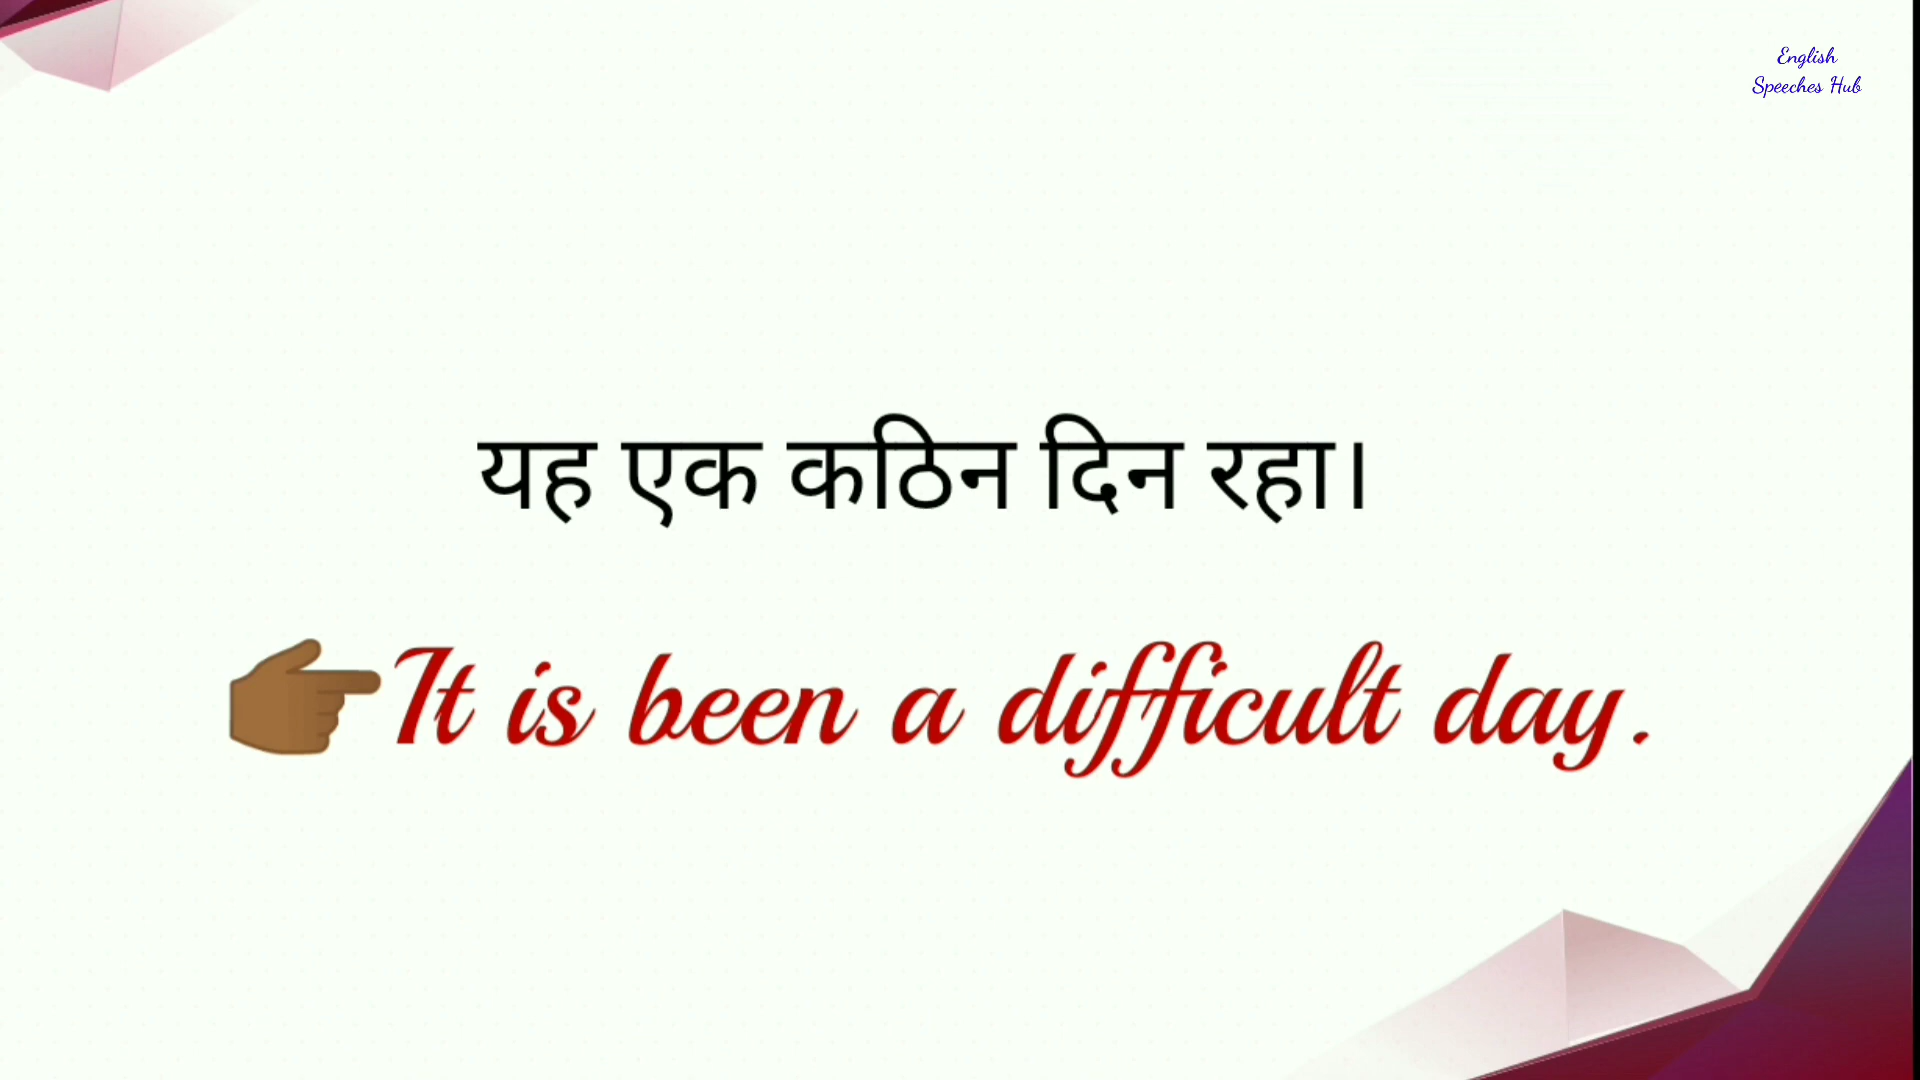 English
Speeches Hub
यह एक कठिन दिन रहा।
👉🏾It is been a difficult day.